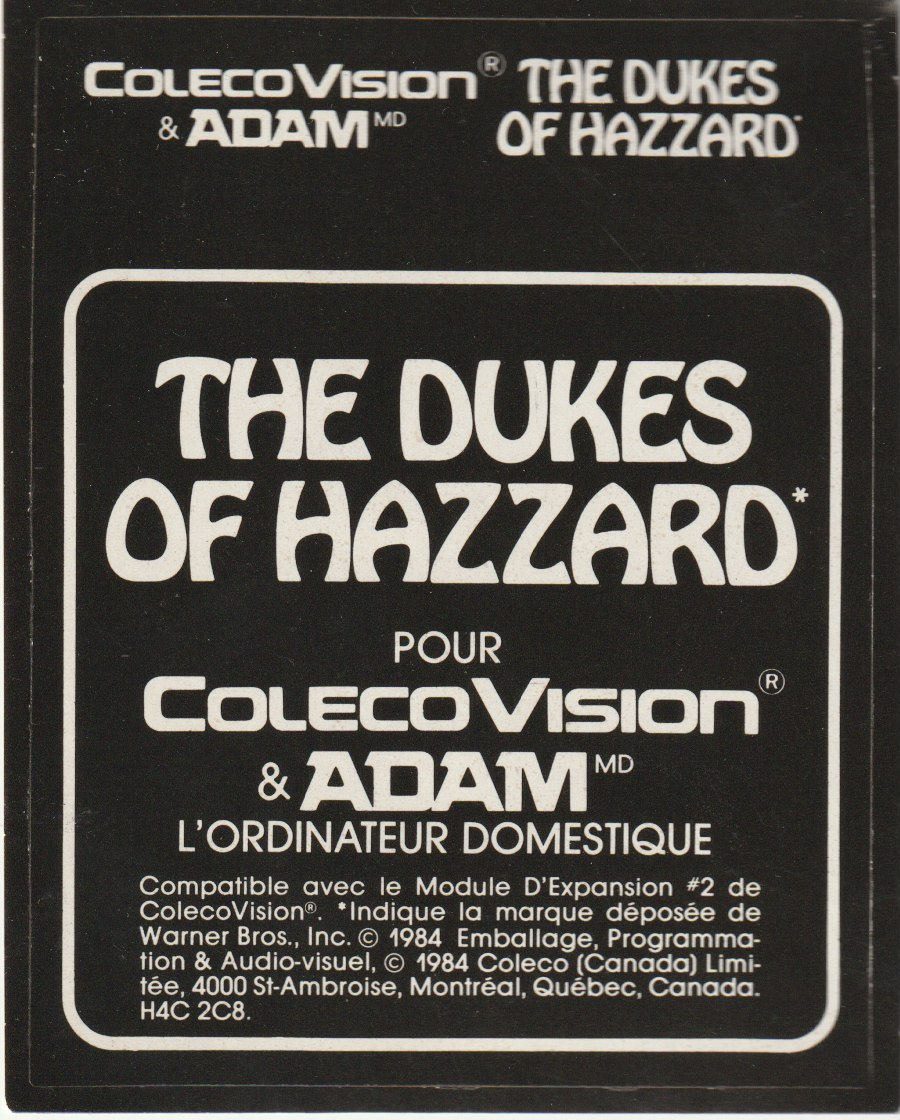 COLECOVISION® THE DUKES
& ADAM MD OF HAZZARD*
THE DUKES
OF HAZZARD*
POUR
COLECOVISION®
& ADAM MD
L'ORDINATEUR DOMESTIQUE
Compatible avec le Module D'Expansion #2 de
ColecoVision®. *Indique la marque déposée de
Warner Bros., Inc. © 1984 Emballage, Programma-
tion & Audio-visuel, © 1984 Coleco (Canada) Limi-
tée, 4000 St-Ambroise, Montréal, Québec, Canada.
H4C 2C8.